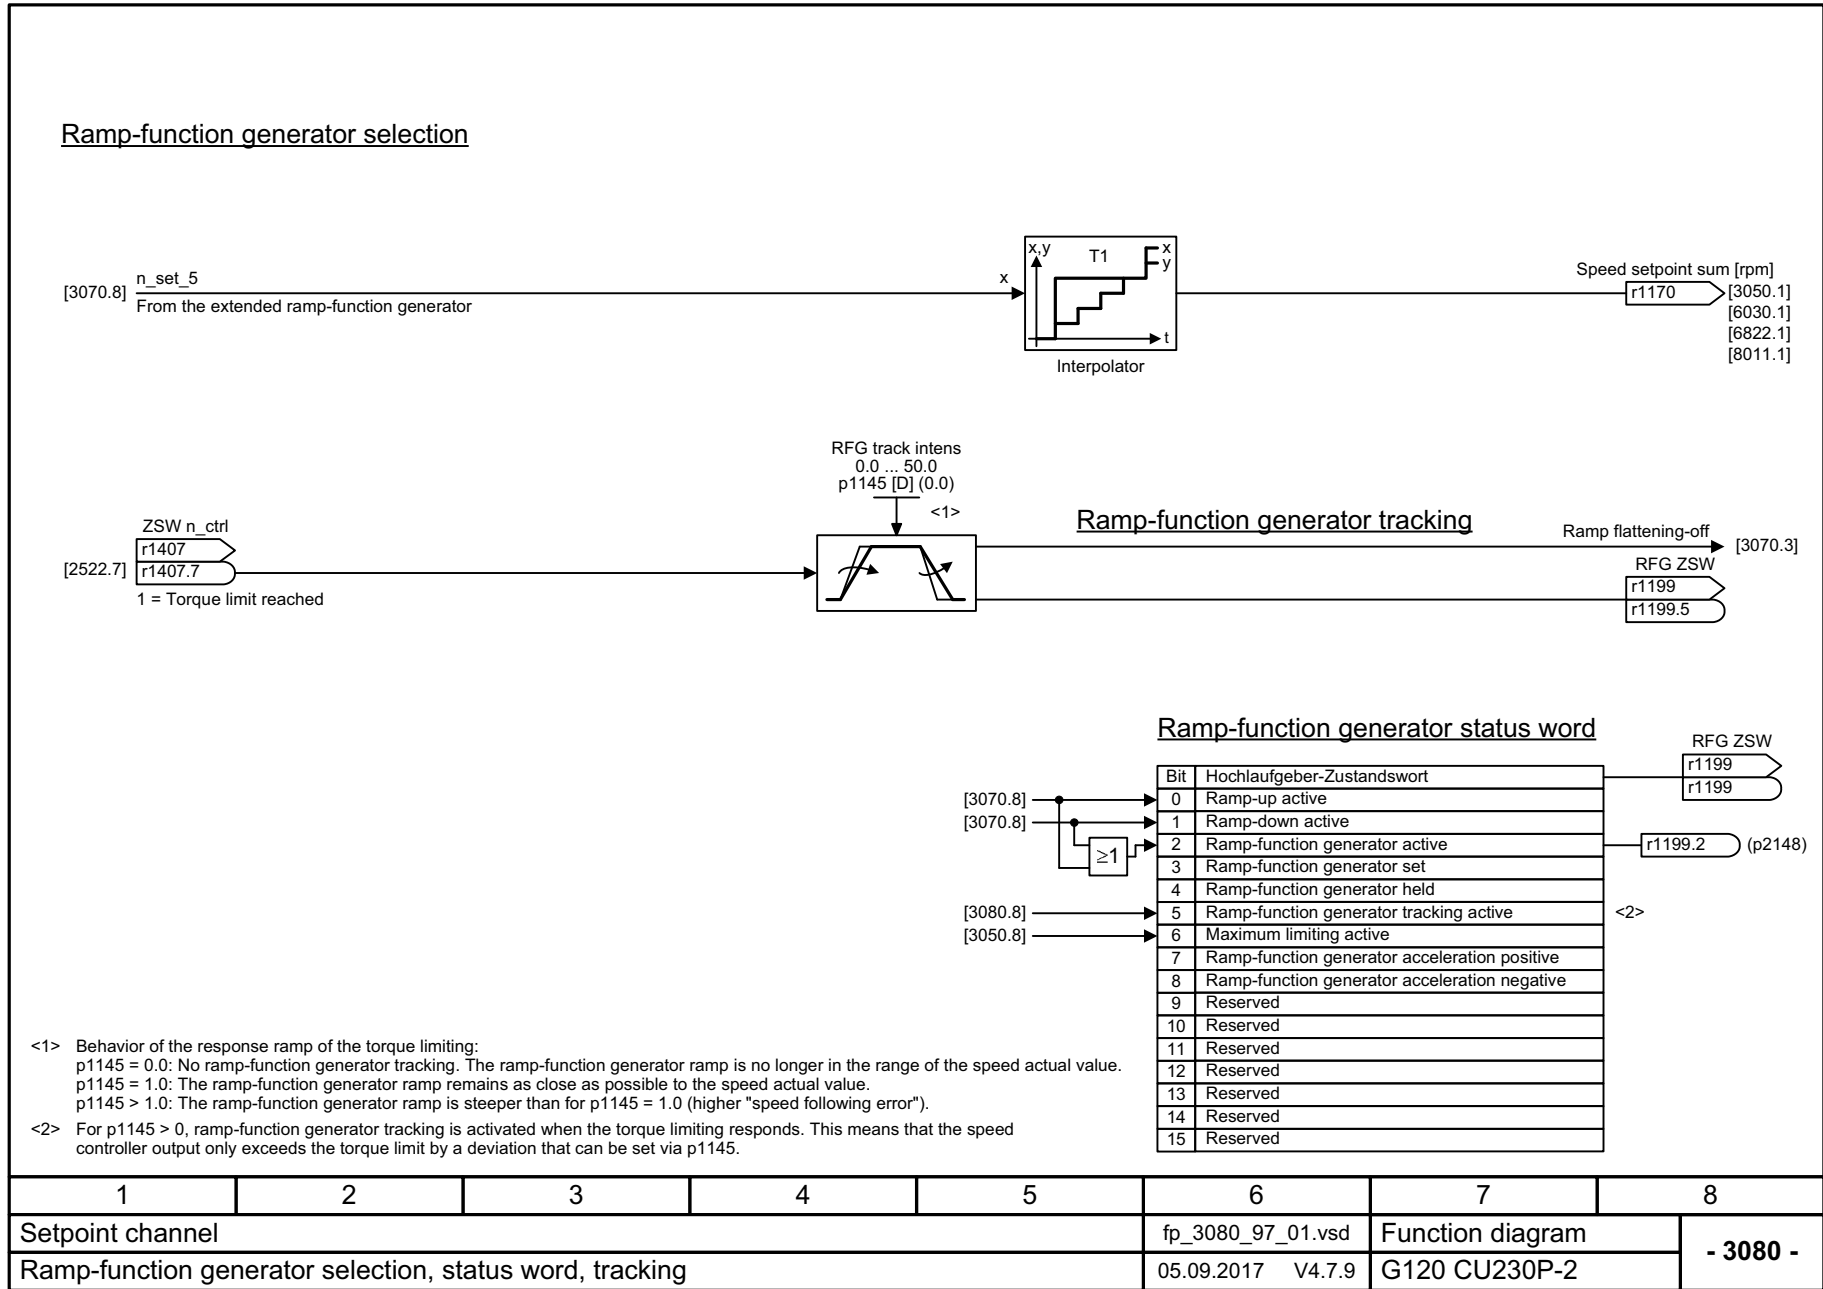 Ramp-function generator selection
[3070.8]
n_set_5
From the extended ramp-function generator
x
x,y
T1
x
y
t
Interpolator
Speed setpoint sum [rpm]
r1170
[3050.1]
[6030.1]
[6822.1]
[8011.1]
RFG track intens
0.0 ... 50.0
p1145 [D] (0.0)
<1>
ZSW n_ctrl
r1407
[2522.7]
r1407.7
1 = Torque limit reached
Ramp-function generator tracking
Ramp flattening-off
[3070.3]
RFG ZSW
r1199
r1199.5
Ramp-function generator status word
RFG ZSW
r1199
r1199
Bit Hochlaufgeber-Zustandswort
[3070.8] 0 Ramp-up active
[3070.8] 1 Ramp-down active
≥1
2 Ramp-function generator active r1199.2 (p2148)
3 Ramp-function generator set
4 Ramp-function generator held
[3080.8] 5 Ramp-function generator tracking active <2>
[3050.8] 6 Maximum limiting active
7 Ramp-function generator acceleration positive
8 Ramp-function generator acceleration negative
9 Reserved
10 Reserved
11 Reserved
12 Reserved
13 Reserved
14 Reserved
15 Reserved
<1> Behavior of the response ramp of the torque limiting:
p1145 = 0.0: No ramp-function generator tracking. The ramp-function generator ramp is no longer in the range of the speed actual value.
p1145 = 1.0: The ramp-function generator ramp remains as close as possible to the speed actual value.
p1145 > 1.0: The ramp-function generator ramp is steeper than for p1145 = 1.0 (higher "speed following error").
<2> For p1145 > 0, ramp-function generator tracking is activated when the torque limiting responds. This means that the speed
controller output only exceeds the torque limit by a deviation that can be set via p1145.
1 2 3 4 5 6 7 8
Setpoint channel fp_3080_97_01.vsd Function diagram
- 3080 -
Ramp-function generator selection, status word, tracking 05.09.2017 V4.7.9 G120 CU230P-2